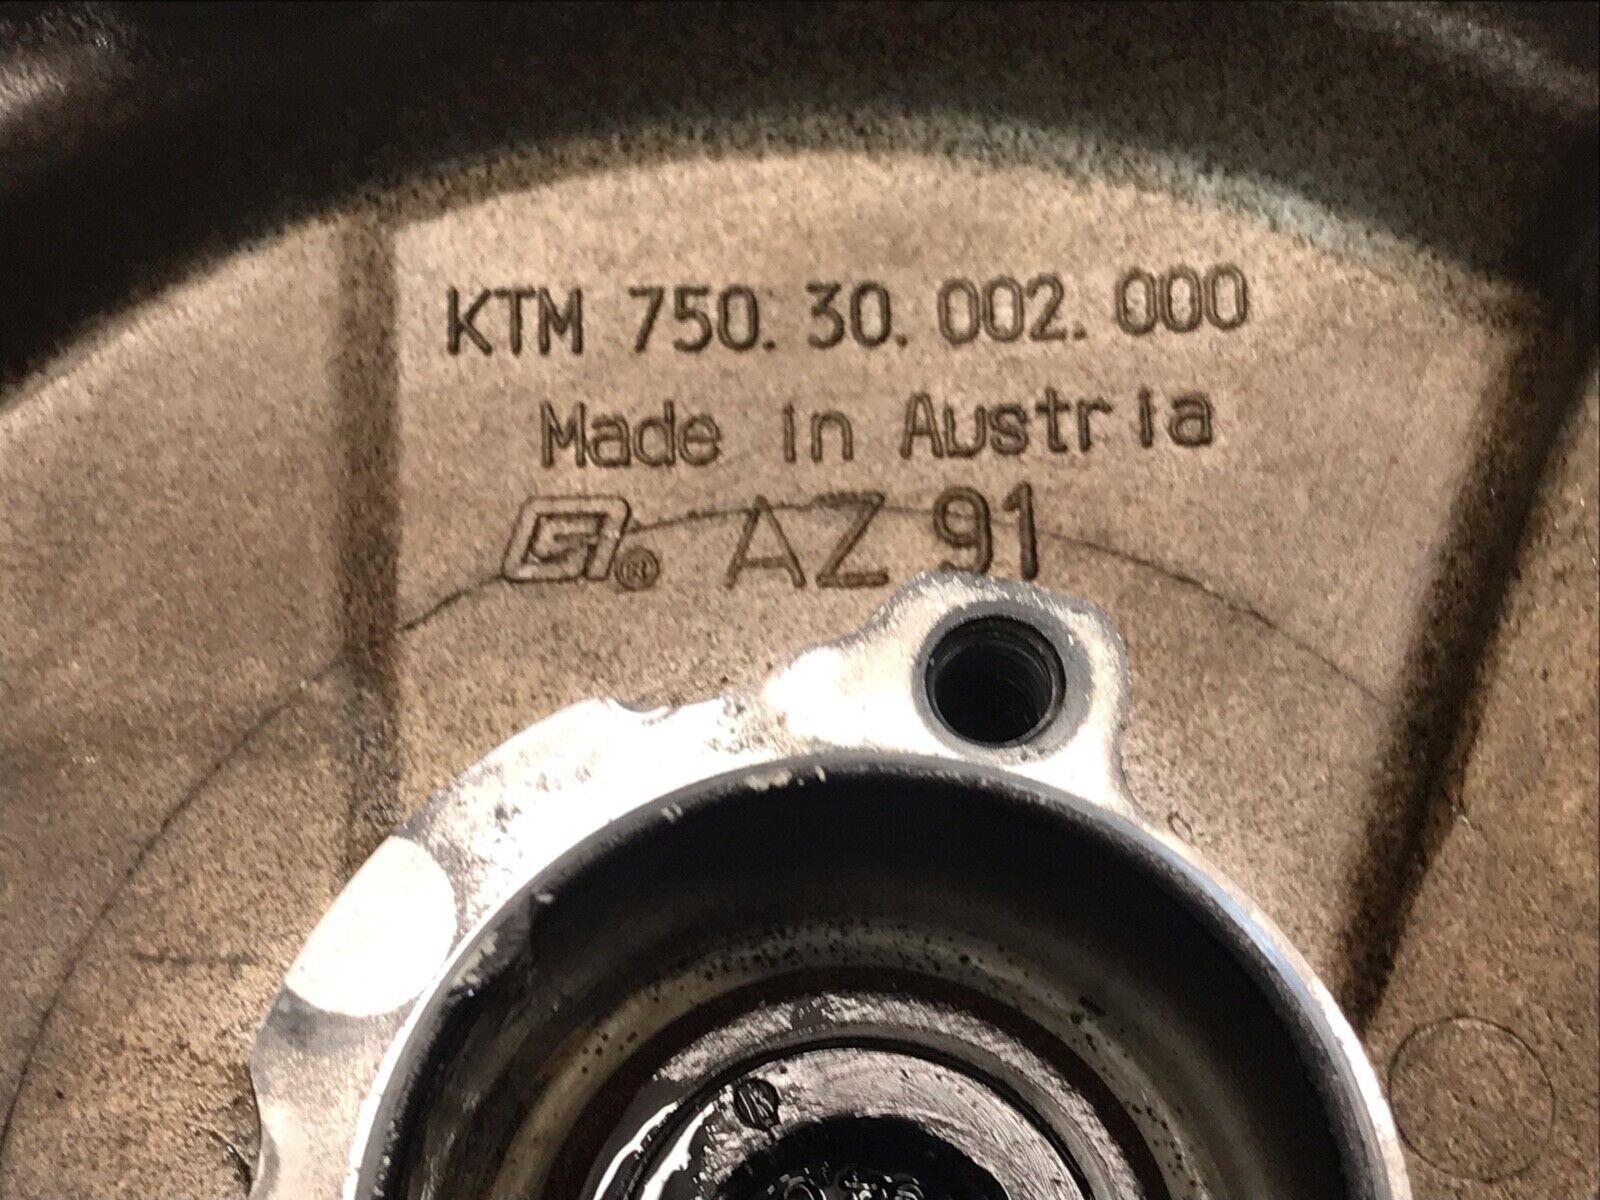 KTM 750.30.002.000
Made in Austria
G® AZ 91